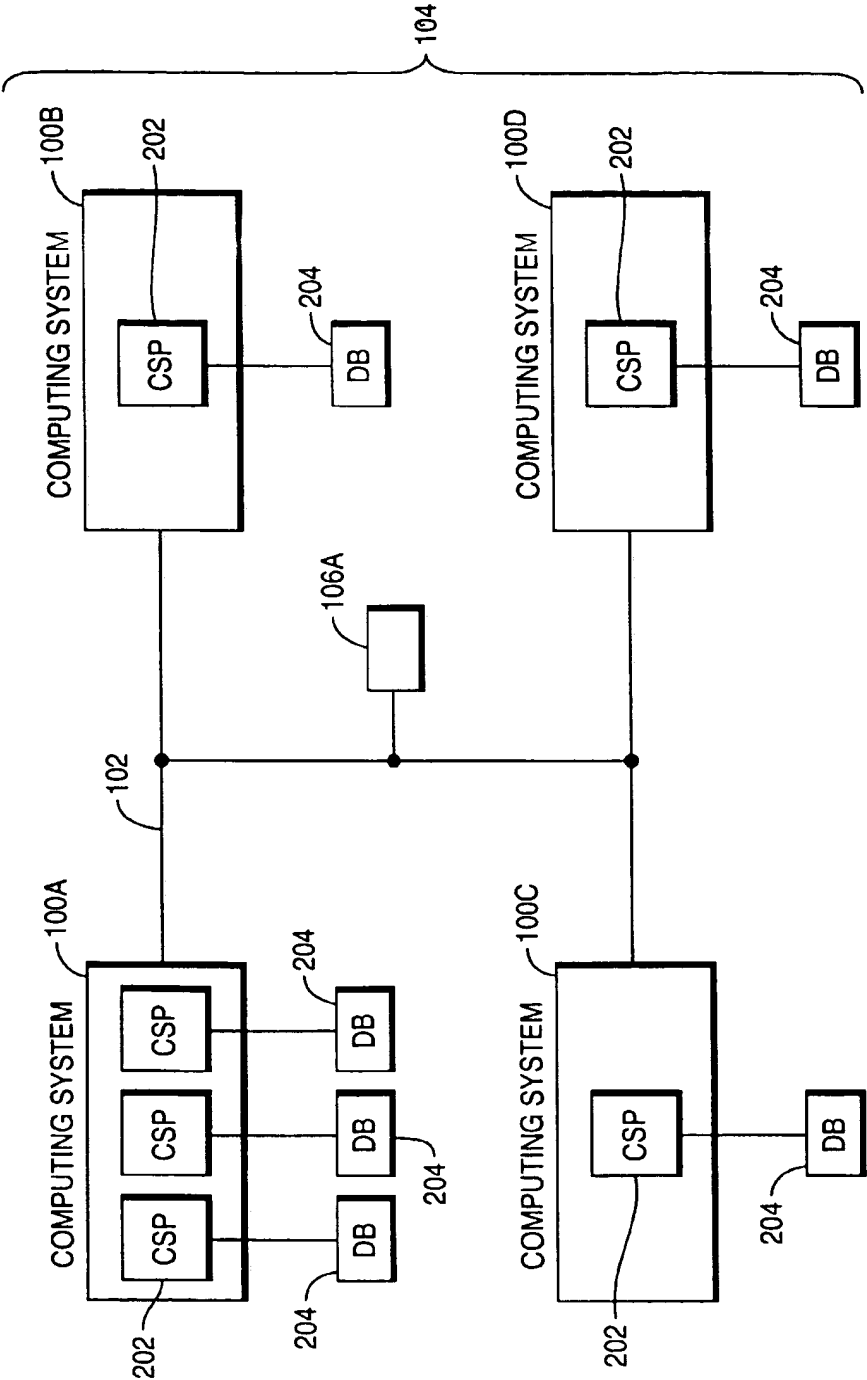 COMPUTING SYSTEM
100A
CSP
CSP
CSP
202
DB
DB
DB
204
204
204
102
COMPUTING SYSTEM
100B
CSP
202
DB
204
106A
COMPUTING SYSTEM
100C
CSP
202
DB
204
COMPUTING SYSTEM
100D
CSP
202
DB
204
104